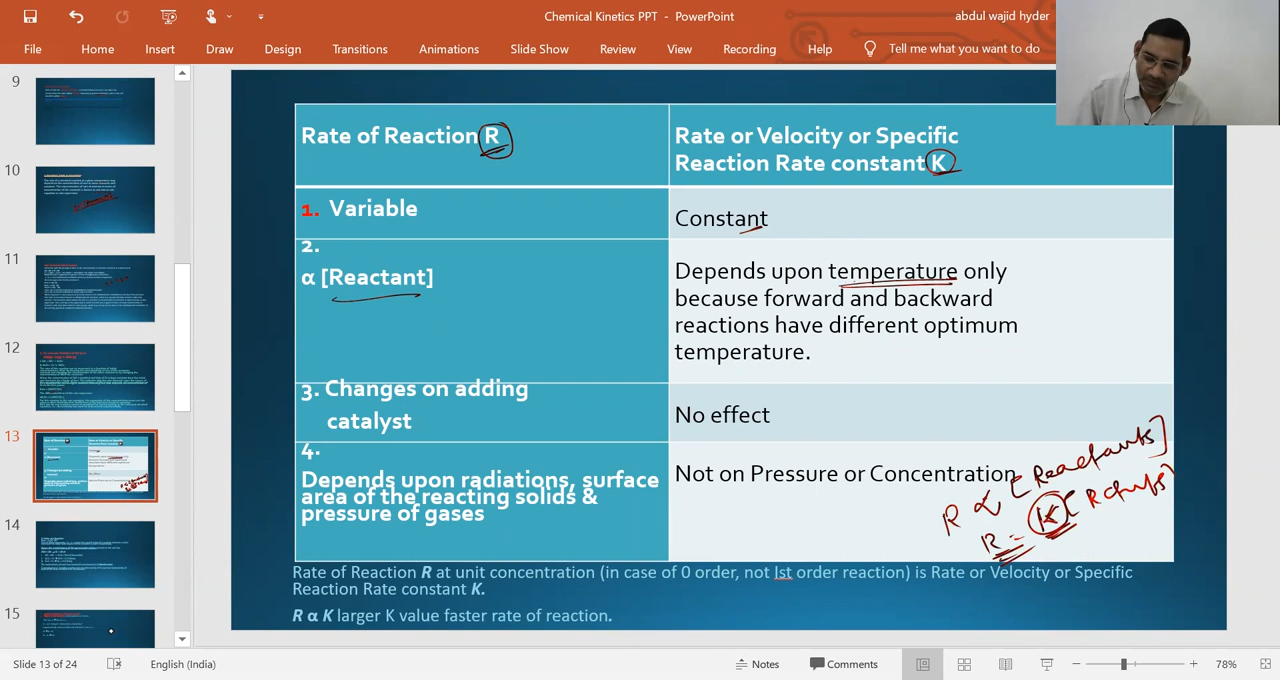 Chemical Kinetics PPT - PowerPoint
abdul wajid hyder
File Home Insert Draw Design Transitions Animations Slide Show Review View Recording Help Tell me what you want to do
9
10
11
12
13
14
15
Rate of Reaction R
Rate or Velocity or Specific
Reaction Rate constant K
1. Variable
Constant
2.
α [Reactant]
Depends upon temperature only
because forward and backward
reactions have different optimum
temperature.
3. Changes on adding
catalyst
No effect
4.
Depends upon radiations, surface
area of the reacting solids &
pressure of gases
Not on Pressure or Concentration
R α [Reactants]
R = K[
Rate of Reaction R at unit concentration (in case of 0 order, not Ist order reaction) is Rate or Velocity or Specific
Reaction Rate constant K.
R α K larger K value faster rate of reaction.
Slide 13 of 24 English (India) Notes Comments 78%